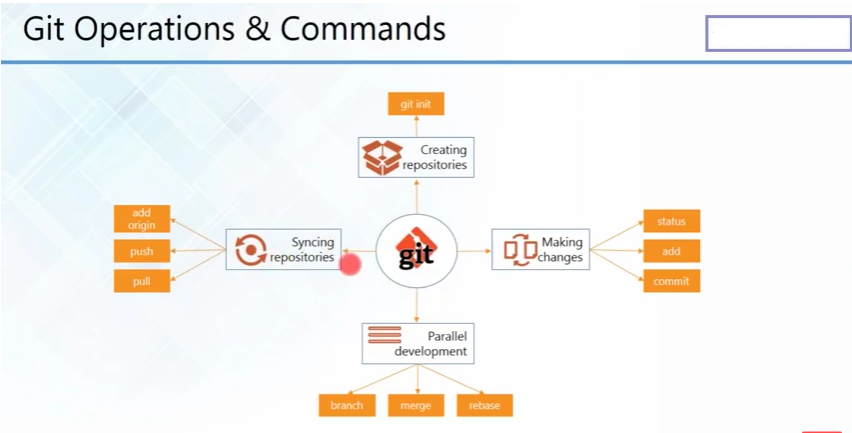 Git Operations & Commands
git init
Creating
repositories
add
origin
push
pull
Syncing
repositories
git
Making
changes
status
add
commit
Parallel
development
branch
merge
rebase